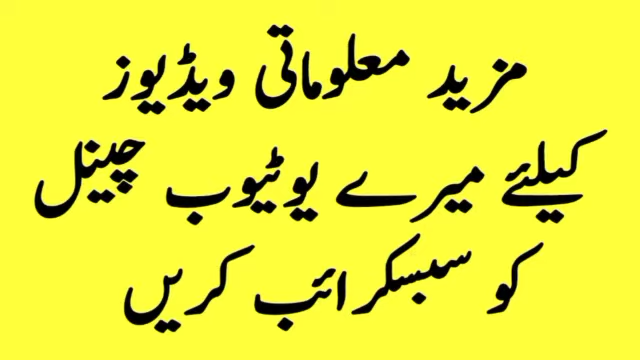 مزید معلوماتی ویڈیوز
کیلئے میرے یوٹیوب چینل
کو سبسکرائب کریں